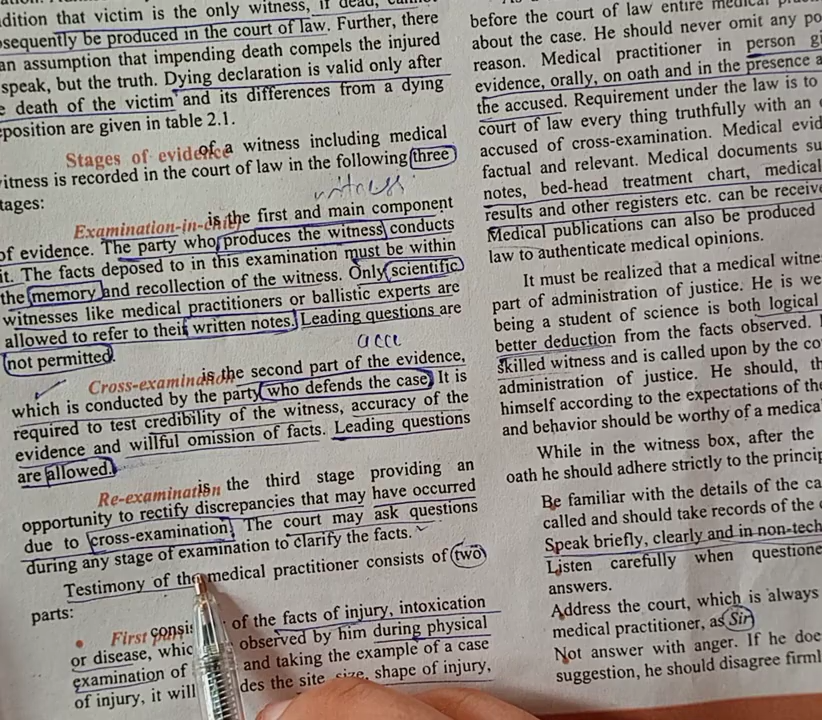 dition that victim is the only witness, if dead,
sequently be produced in the court of law. Further, there
an assumption that impending death compels the injured
speak, but the truth. Dying declaration is valid only after
e death of the victim and its differences from a dying
eposition are given in table 2.1.
Stages of evidence of a witness including medical
witness is recorded in the court of law in the following three
tages:
witness
Examination-in-chief is the first and main component
of evidence. The party who produces the witness conducts
it. The facts deposed to in this examination must be within
the memory and recollection of the witness. Only scientific
witnesses like medical practitioners or ballistic experts are
allowed to refer to their written notes. Leading questions are
not permitted.
acc
Cross-examination is the second part of the evidence,
which is conducted by the party who defends the case. It is
required to test credibility of the witness, accuracy of the
evidence and willful omission of facts. Leading questions
are allowed.
Re-examination is the third stage providing an
opportunity to rectify discrepancies that may have occurred
due to cross-examination. The court may ask questions
during any stage of examination to clarify the facts.
Testimony of the medical practitioner consists of two
parts:
• First consi of the facts of injury, intoxication
or disease, whic observed by him during physical
examination of and taking the example of a case
of injury, it will des the site, size, shape of injury,
before the court of law entire medical
about the case. He should never omit any po
reason. Medical practitioner in person gi
evidence, orally, on oath and in the presence
the accused. Requirement under the law is to
court of law every thing truthfully with an
accused of cross-examination. Medical evid
factual and relevant. Medical documents su
notes, bed-head treatment chart, medical
results and other registers etc. can be receiv
Medical publications can also be produced
law to authenticate medical opinions.
It must be realized that a medical witne
part of administration of justice. He is we
being a student of science is both logical
better deduction from the facts observed.
skilled witness and is called upon by the co
administration of justice. He should, th
himself according to the expectations of the
and behavior should be worthy of a medica
While in the witness box, after the
oath he should adhere strictly to the princip
Be familiar with the details of the ca
called and should take records of the
Speak briefly, clearly and in non-tech
Listen carefully when questione
answers.
Address the court, which is always
medical practitioner, as Sir
Not answer with anger. If he doe
suggestion, he should disagree firml